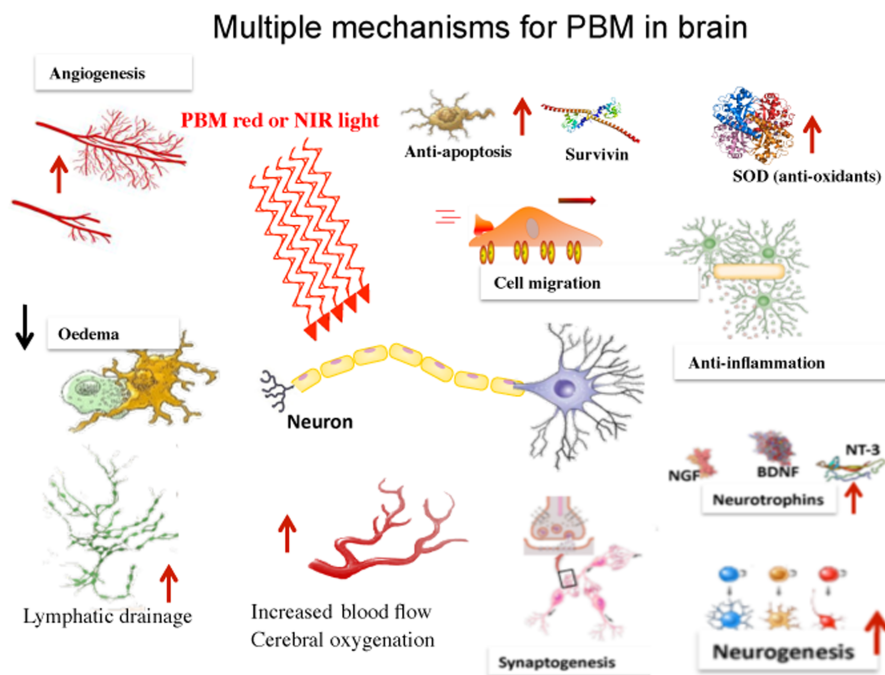 Multiple mechanisms for PBM in brain
Angiogenesis
PBM red or NIR light
Anti-apoptosis
Survivin
SOD (anti-oxidants)
Cell migration
Oedema
Anti-inflammation
Neuron
NGF
BDNF
NT-3
Neurotrophins
Lymphatic drainage
Increased blood flow
Cerebral oxygenation
Synaptogenesis
Neurogenesis